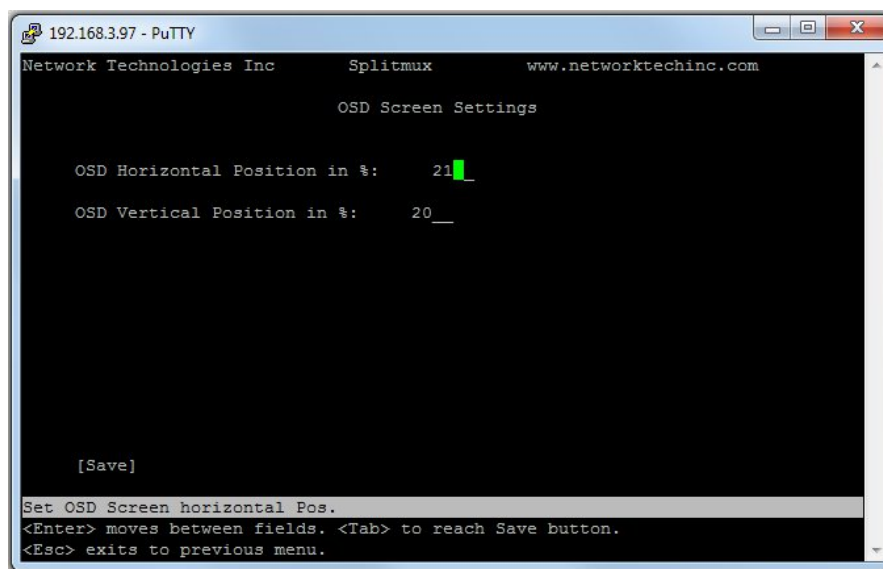 192.168.3.97 - PuTTY
Network Technologies Inc Splitmux www.networktechinc.com
OSD Screen Settings
OSD Horizontal Position in %: 21 _
OSD Vertical Position in %: 20__
[Save]
Set OSD Screen horizontal Pos.
<Enter> moves between fields. <Tab> to reach Save button.
<Esc> exits to previous menu.